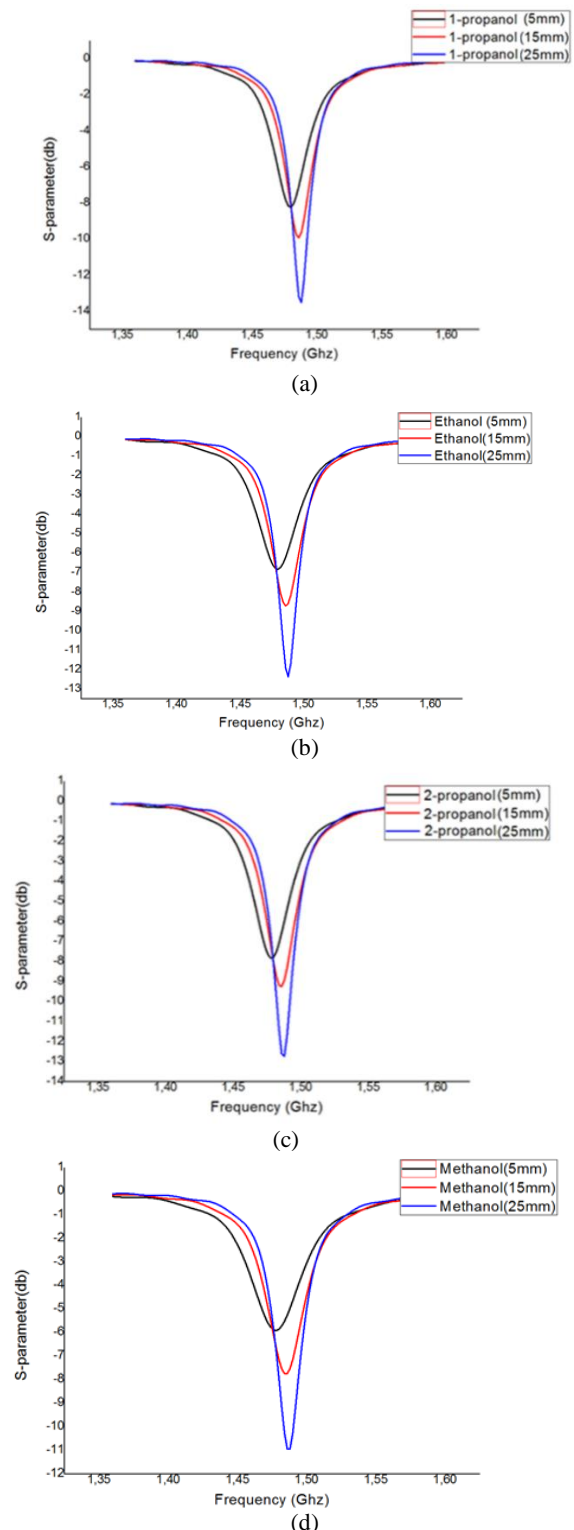 1-propanol (5mm)
1-propanol (15mm)
1-propanol (25mm)
0
-2
-4
-6
-8
-10
-12
-14
S-parameter(db)
1,35 1,40 1,45 1,50 1,55 1,60
Frequency (Ghz)
(a)
Ethanol (5mm)
Ethanol(15mm)
Ethanol(25mm)
1
0
-1
-2
-3
-4
-5
-6
-7
-8
-9
-10
-11
-12
-13
S-parameter(db)
1,35 1,40 1,45 1,50 1,55 1,60
Frequency (Ghz)
(b)
2-propanol(5mm)
2-propanol(15mm)
2-propanol(25mm)
1
0
-1
-2
-3
-4
-5
-6
-7
-8
-9
-10
-11
-12
-13
-14
S-parameter(db)
1,35 1,40 1,45 1,50 1,55 1,60
Frequency (Ghz)
(c)
Methanol(5mm)
Methanol(15mm)
Methanol(25mm)
1
0
-1
-2
-3
-4
-5
-6
-7
-8
-9
-10
-11
-12
S-parameter(db)
1,35 1,40 1,45 1,50 1,55 1,60
Frequency (Ghz)
(d)